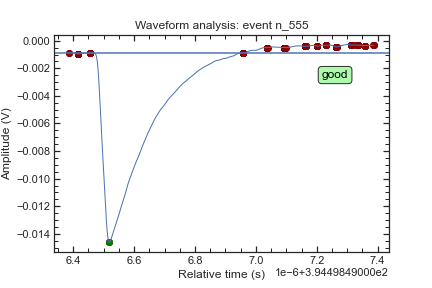 Waveform analysis: event n_555
0.000
−0.002
−0.004
−0.006
−0.008
−0.010
−0.012
−0.014
Amplitude (V)
good
6.4
6.6
6.8
7.0
7.2
7.4
Relative time (s)
1e−6+3.9449849000e2